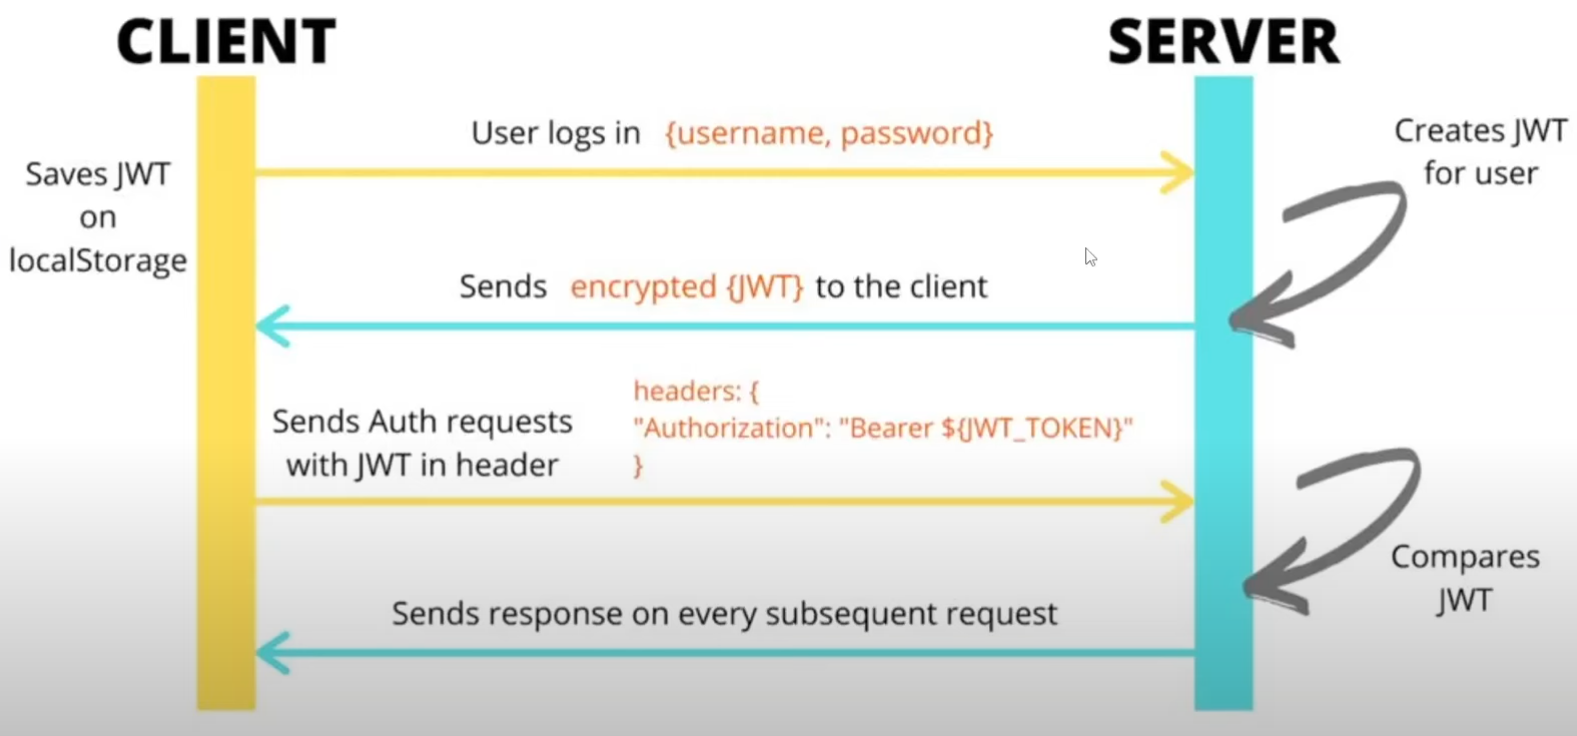 CLIENT
SERVER
User logs in {username, password}
Creates JWT
for user
Saves JWT
on
localStorage
Sends encrypted {JWT} to the client
Sends Auth requests
with JWT in header
headers: {
"Authorization": "Bearer ${JWT_TOKEN}"
}
Compares
JWT
Sends response on every subsequent request